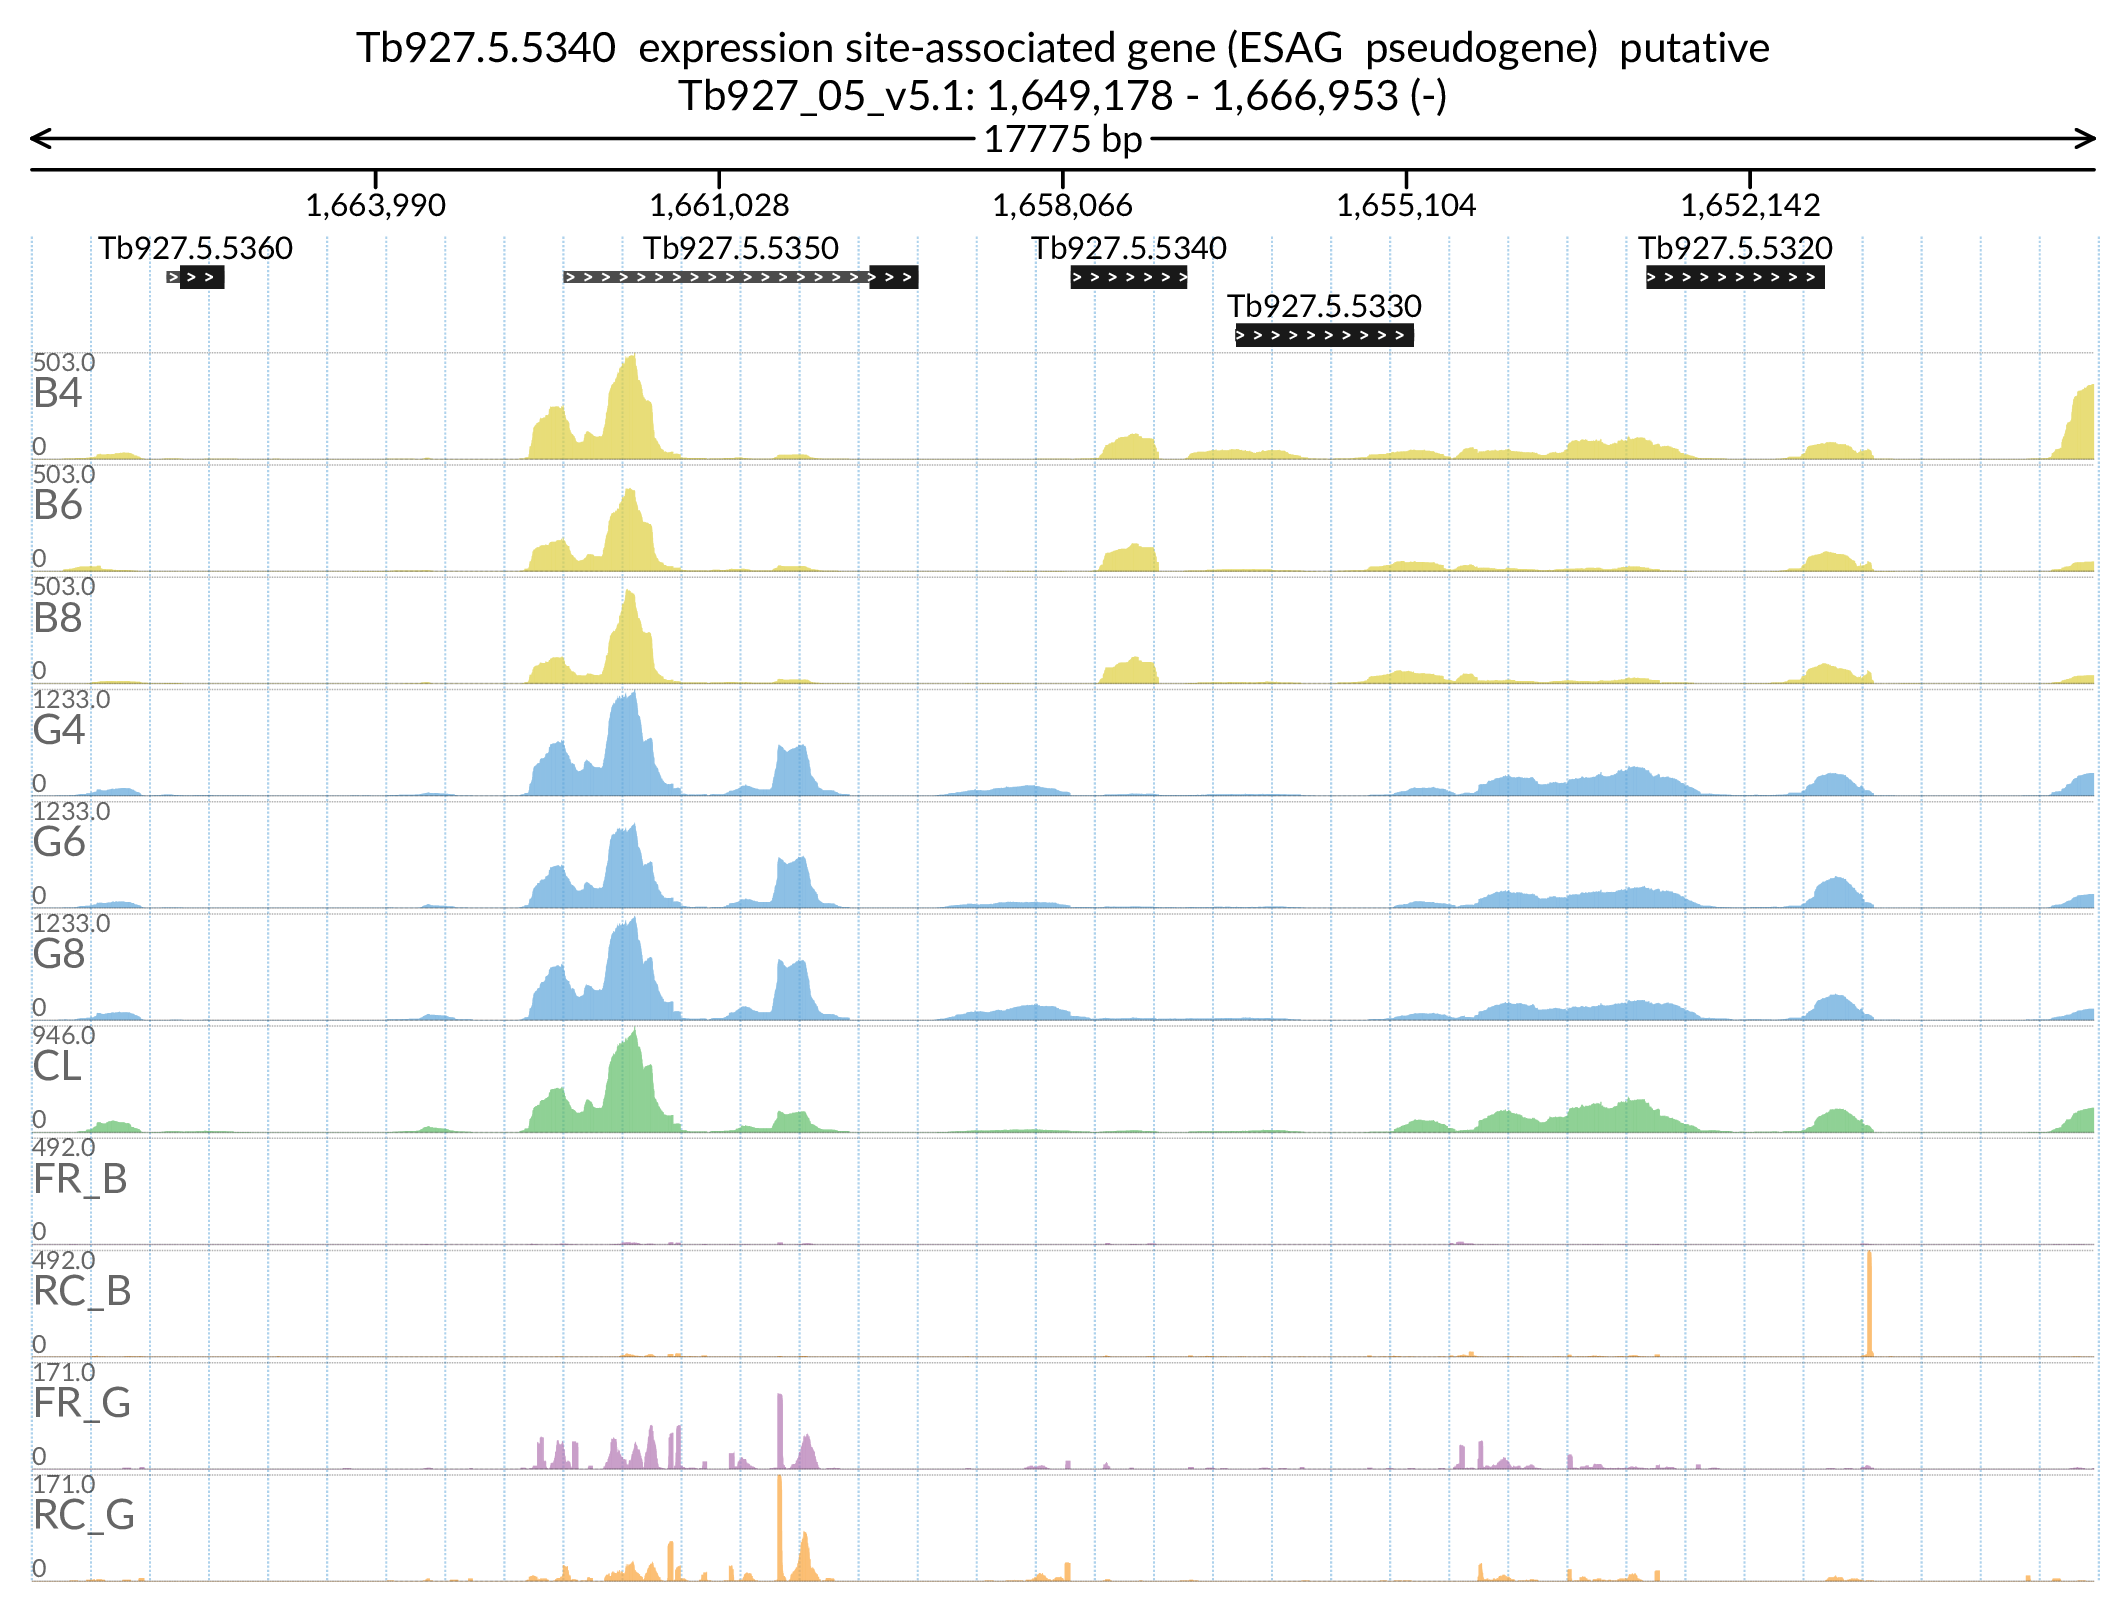 Tb927.5.5340  expression site-associated gene (ESAG  pseudogene)  putative
Tb927_05_v5.1: 1,649,178 - 1,666,953 (-)
17775 bp
1,663,990 1,661,028 1,658,066 1,655,104 1,652,142
Tb927.5.5360 Tb927.5.5350 Tb927.5.5340 Tb927.5.5320
Tb927.5.5330
503.0
B4
0
503.0
B6
0
503.0
B8
0
1233.0
G4
0
1233.0
G6
0
1233.0
G8
0
946.0
CL
0
492.0
FR_B
0
492.0
RC_B
0
171.0
FR_G
0
171.0
RC_G
0